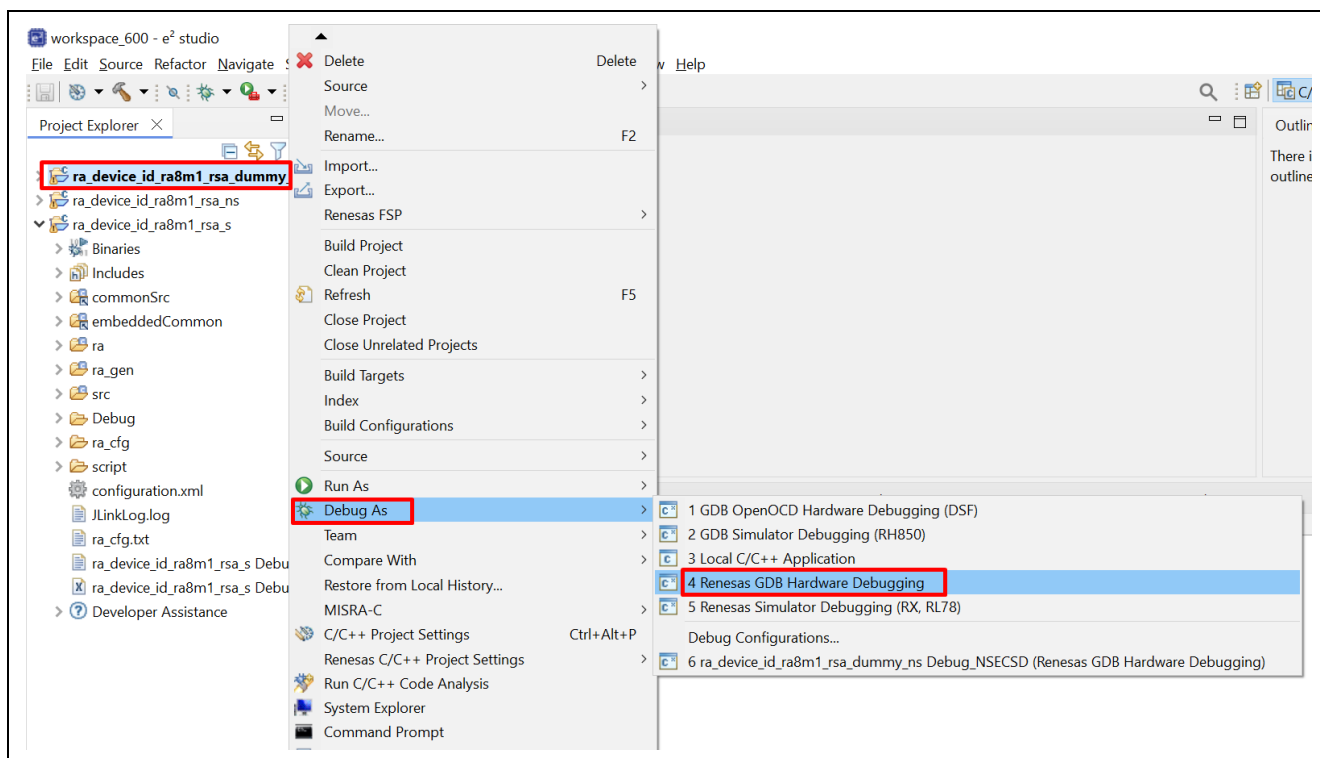 workspace_600 - e² studio
File Edit Source Refactor Navigate Help
Project Explorer
ra_device_id_ra8m1_rsa_dummy_
ra_device_id_ra8m1_rsa_ns
ra_device_id_ra8m1_rsa_s
Binaries
Includes
commonSrc
embeddedCommon
ra
ra_gen
src
Debug
ra_cfg
script
configuration.xml
JLinkLog.log
ra_cfg.txt
ra_device_id_ra8m1_rsa_s Debu
ra_device_id_ra8m1_rsa_s Debu
Developer Assistance
Delete Delete
Source
Move...
Rename... F2
Import...
Export...
Renesas FSP
Build Project
Clean Project
Refresh F5
Close Project
Close Unrelated Projects
Build Targets
Index
Build Configurations
Source
Run As
Debug As
Team
Compare With
Restore from Local History...
MISRA-C
C/C++ Project Settings Ctrl+Alt+P
Renesas C/C++ Project Settings
Run C/C++ Code Analysis
System Explorer
Command Prompt
1 GDB OpenOCD Hardware Debugging (DSF)
2 GDB Simulator Debugging (RH850)
3 Local C/C++ Application
4 Renesas GDB Hardware Debugging
5 Renesas Simulator Debugging (RX, RL78)
Debug Configurations...
6 ra_device_id_ra8m1_rsa_dummy_ns Debug_NSECSD (Renesas GDB Hardware Debugging)
C/
Outlin
There i
outline